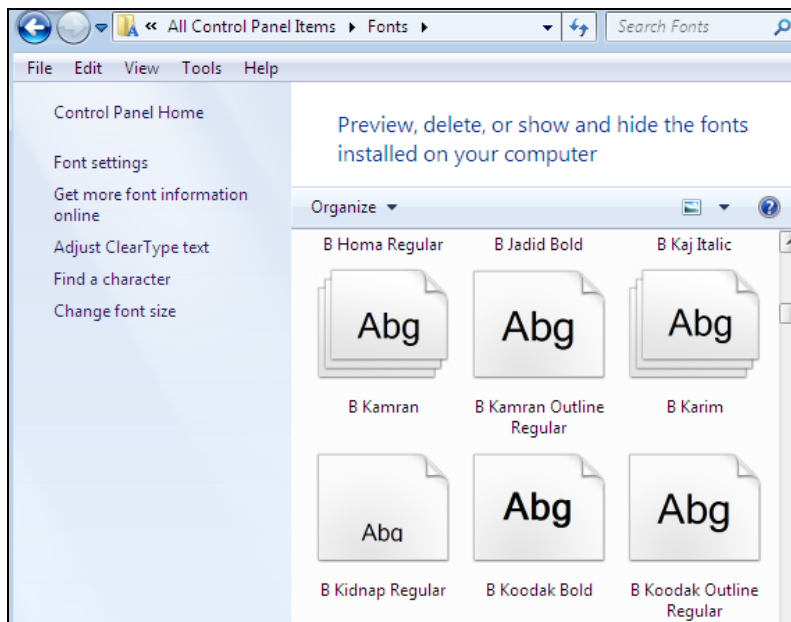 « All Control Panel Items ▸ Fonts ▸ Search Fonts
File Edit View Tools Help
Control Panel Home
Font settings
Get more font information
online
Adjust ClearType text
Find a character
Change font size
Preview, delete, or show and hide the fonts
installed on your computer
Organize
B Homa Regular B Jadid Bold B Kaj Italic
Abg Abg Abg
B Kamran B Kamran Outline B Karim
Regular
Abg Abg Abg
B Kidnap Regular B Koodak Bold B Koodak Outline
Regular